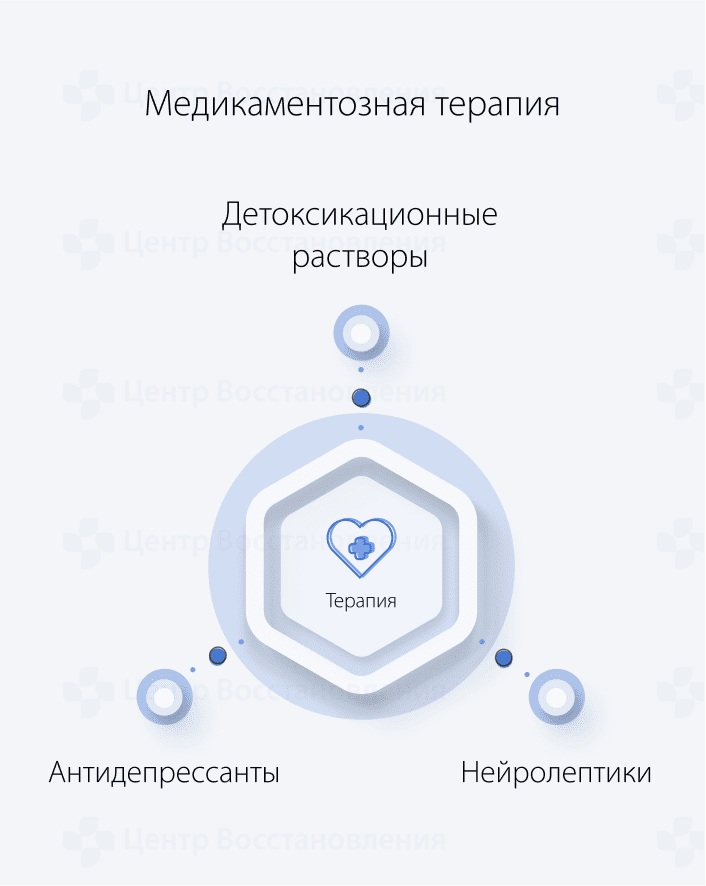 Медикаментозная терапия
Детоксикационные
растворы
Терапия
Антидепрессанты
Нейролептики
Центр Восстановления
Центр Восстановления
Центр Восстановления
Центр Восстановления
Центр Восстановления
Центр Восстановления